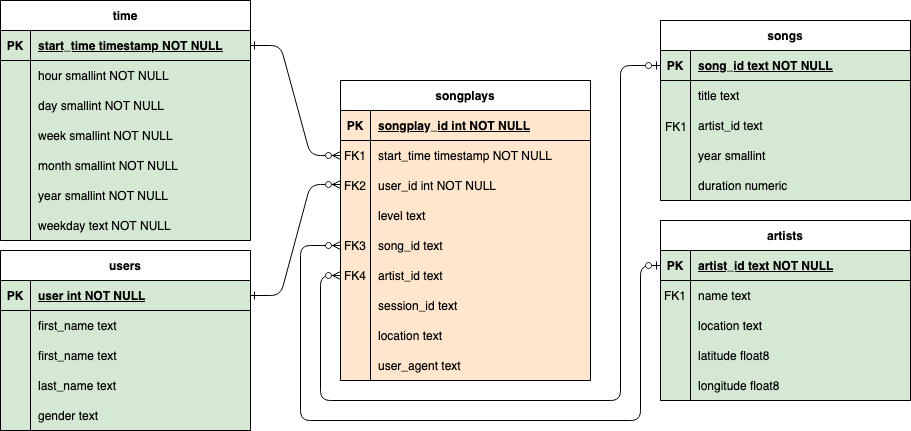 time
PK start_time timestamp NOT NULL
hour smallint NOT NULL
day smallint NOT NULL
week smallint NOT NULL
month smallint NOT NULL
year smallint NOT NULL
weekday text NOT NULL
users
PK user int NOT NULL
first_name text
first_name text
last_name text
gender text
songplays
PK songplay_id int NOT NULL
FK1 start_time timestamp NOT NULL
FK2 user_id int NOT NULL
level text
FK3 song_id text
FK4 artist_id text
session_id text
location text
user_agent text
songs
PK song_id text NOT NULL
title text
FK1 artist_id text
year smallint
duration numeric
artists
PK artist_id text NOT NULL
FK1 name text
location text
latitude float8
longitude float8